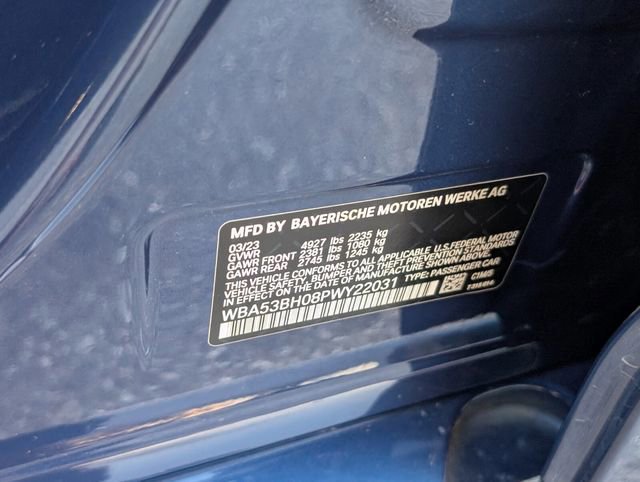 MFD BY BAYERISCHE MOTOREN WERKE AG
03/23
GVWR 4927 lbs 2235 kg
GAWR FRONT 2381 lbs 1080 kg
GAWR REAR 2745 lbs 1245 kg
THIS VEHICLE CONFORMS TO ALL APPLICABLE U.S. FEDERAL MOTOR
VEHICLE SAFETY, BUMPER, AND THEFT PREVENTION STANDARDS
IN EFFECT ON THE DATE OF MANUFACTURE SHOWN ABOVE.
WBA53BH08PWY22031 TYPE: PASSENGER CAR